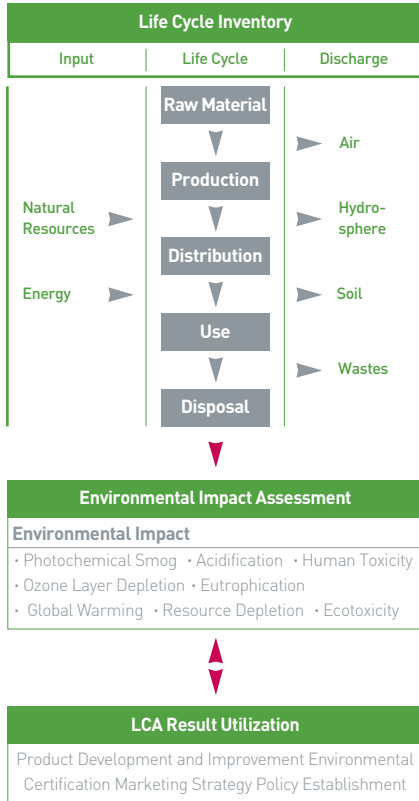 Life Cycle Inventory
Input Life Cycle Discharge
Raw Material
Air
Production
Natural
Resources
Hydro-
sphere
Distribution
Energy
Soil
Use
Wastes
Disposal
Environmental Impact Assessment
Environmental Impact
· Photochemical Smog · Acidification · Human Toxicity
· Ozone Layer Depletion · Eutrophication
· Global Warming · Resource Depletion · Ecotoxicity
LCA Result Utilization
Product Development and Improvement Environmental
Certification Marketing Strategy Policy Establishment